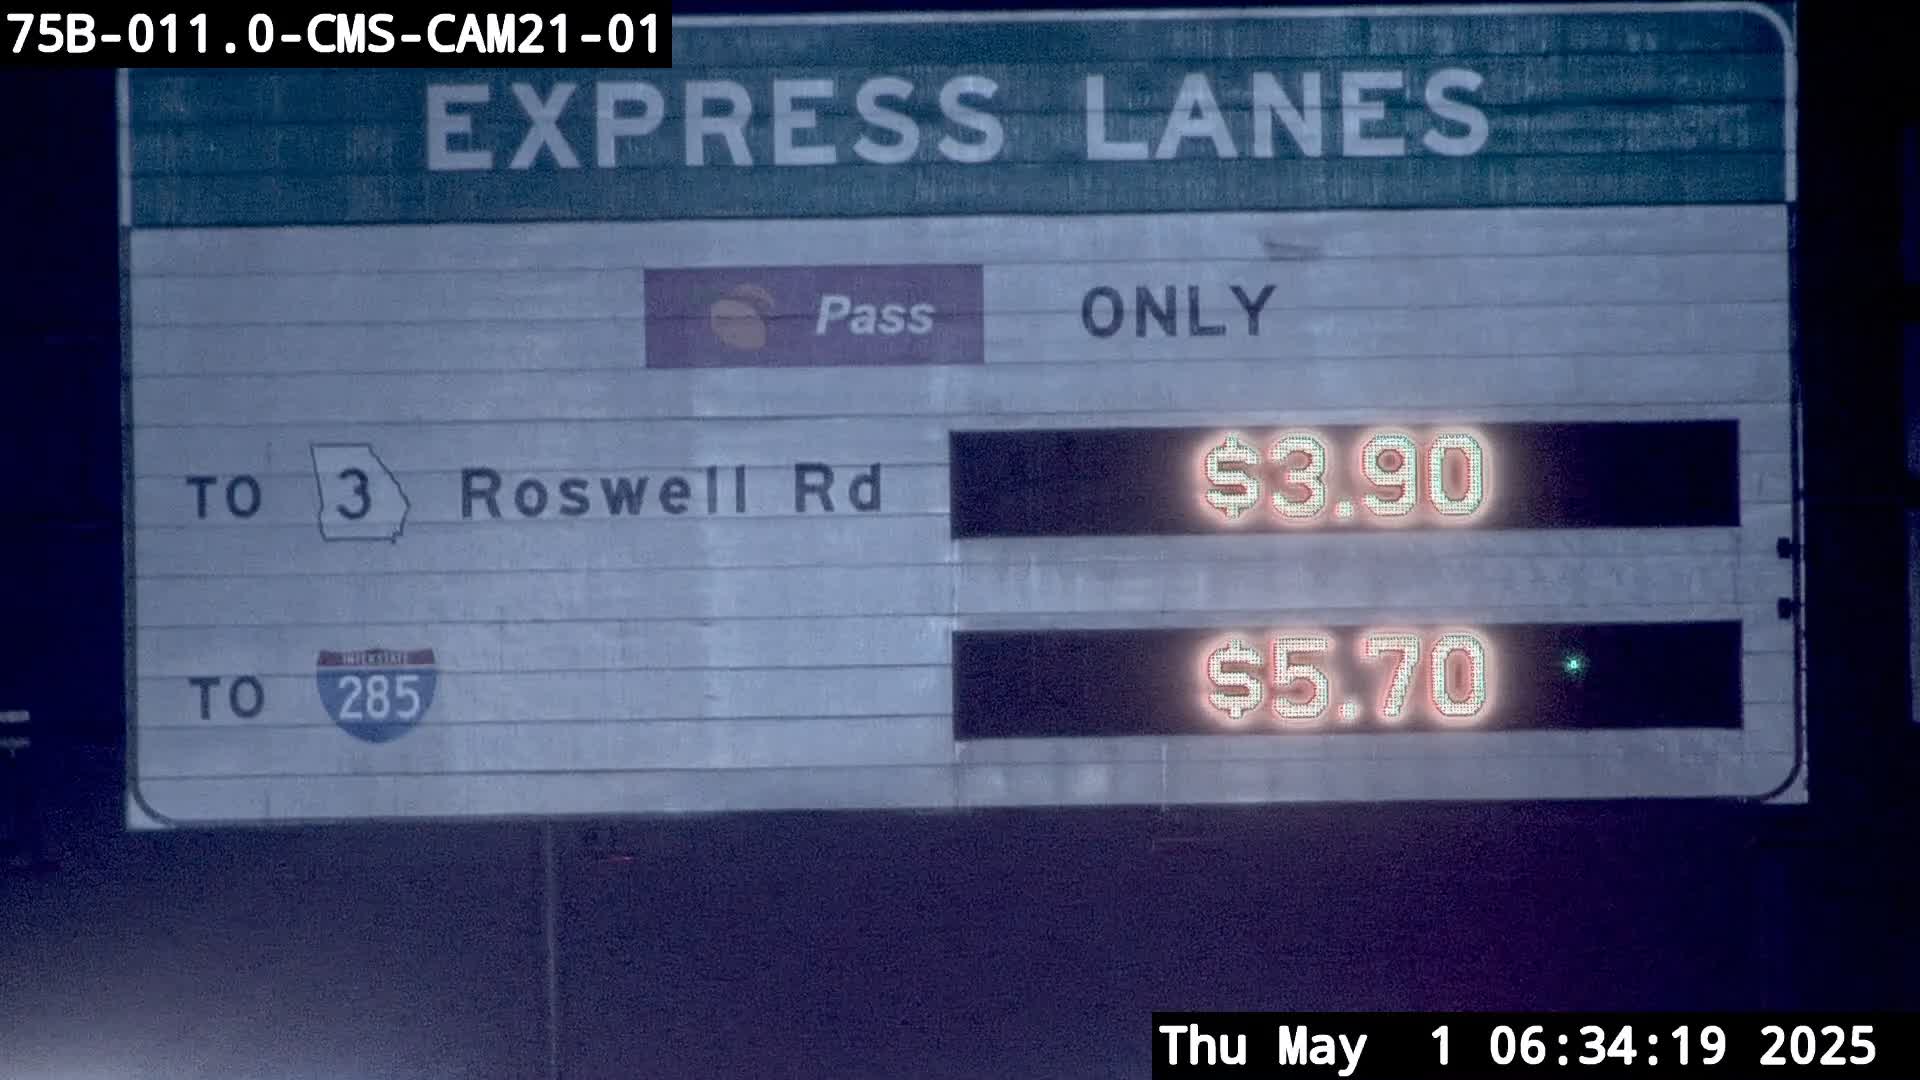 75B-011.0-CMS-CAM21-01
EXPRESS LANES
Pass ONLY
TO 3 Roswell Rd $3.90
INTERSTATE
TO 285 $5.70
Thu May 1 06:34:19 2025